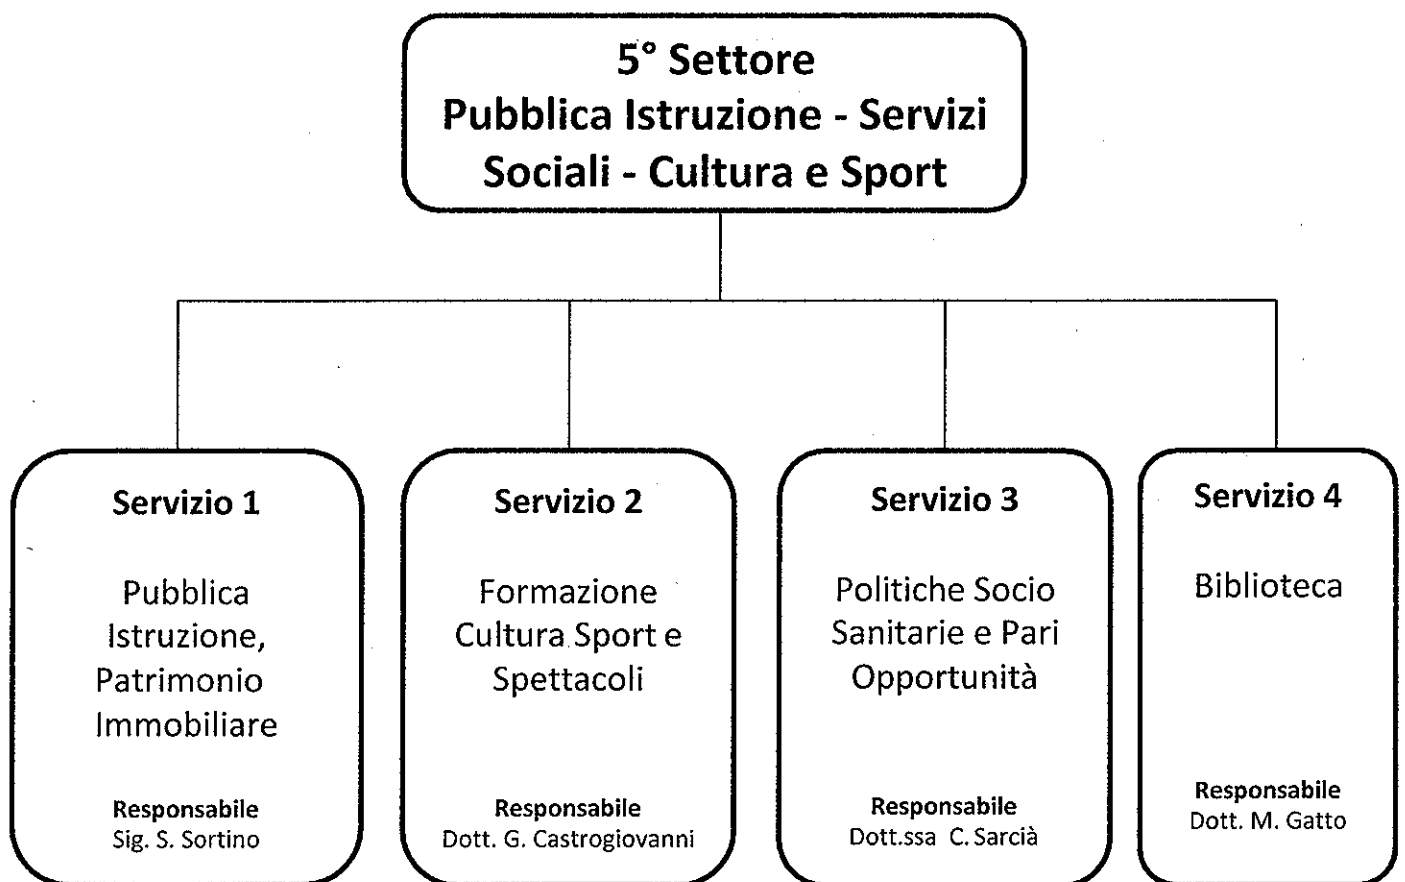 5° Settore
Pubblica Istruzione - Servizi
Sociali - Cultura e Sport
Servizio 1
Pubblica
Istruzione,
Patrimonio
Immobiliare
Responsabile
Sig. S. Sortino
Servizio 2
Formazione
Cultura Sport e
Spettacoli
Responsabile
Dott. G. Castrogiovanni
Servizio 3
Politiche Socio
Sanitarie e Pari
Opportunità
Responsabile
Dott.ssa C. Sarcià
Servizio 4
Biblioteca
Responsabile
Dott. M. Gatto